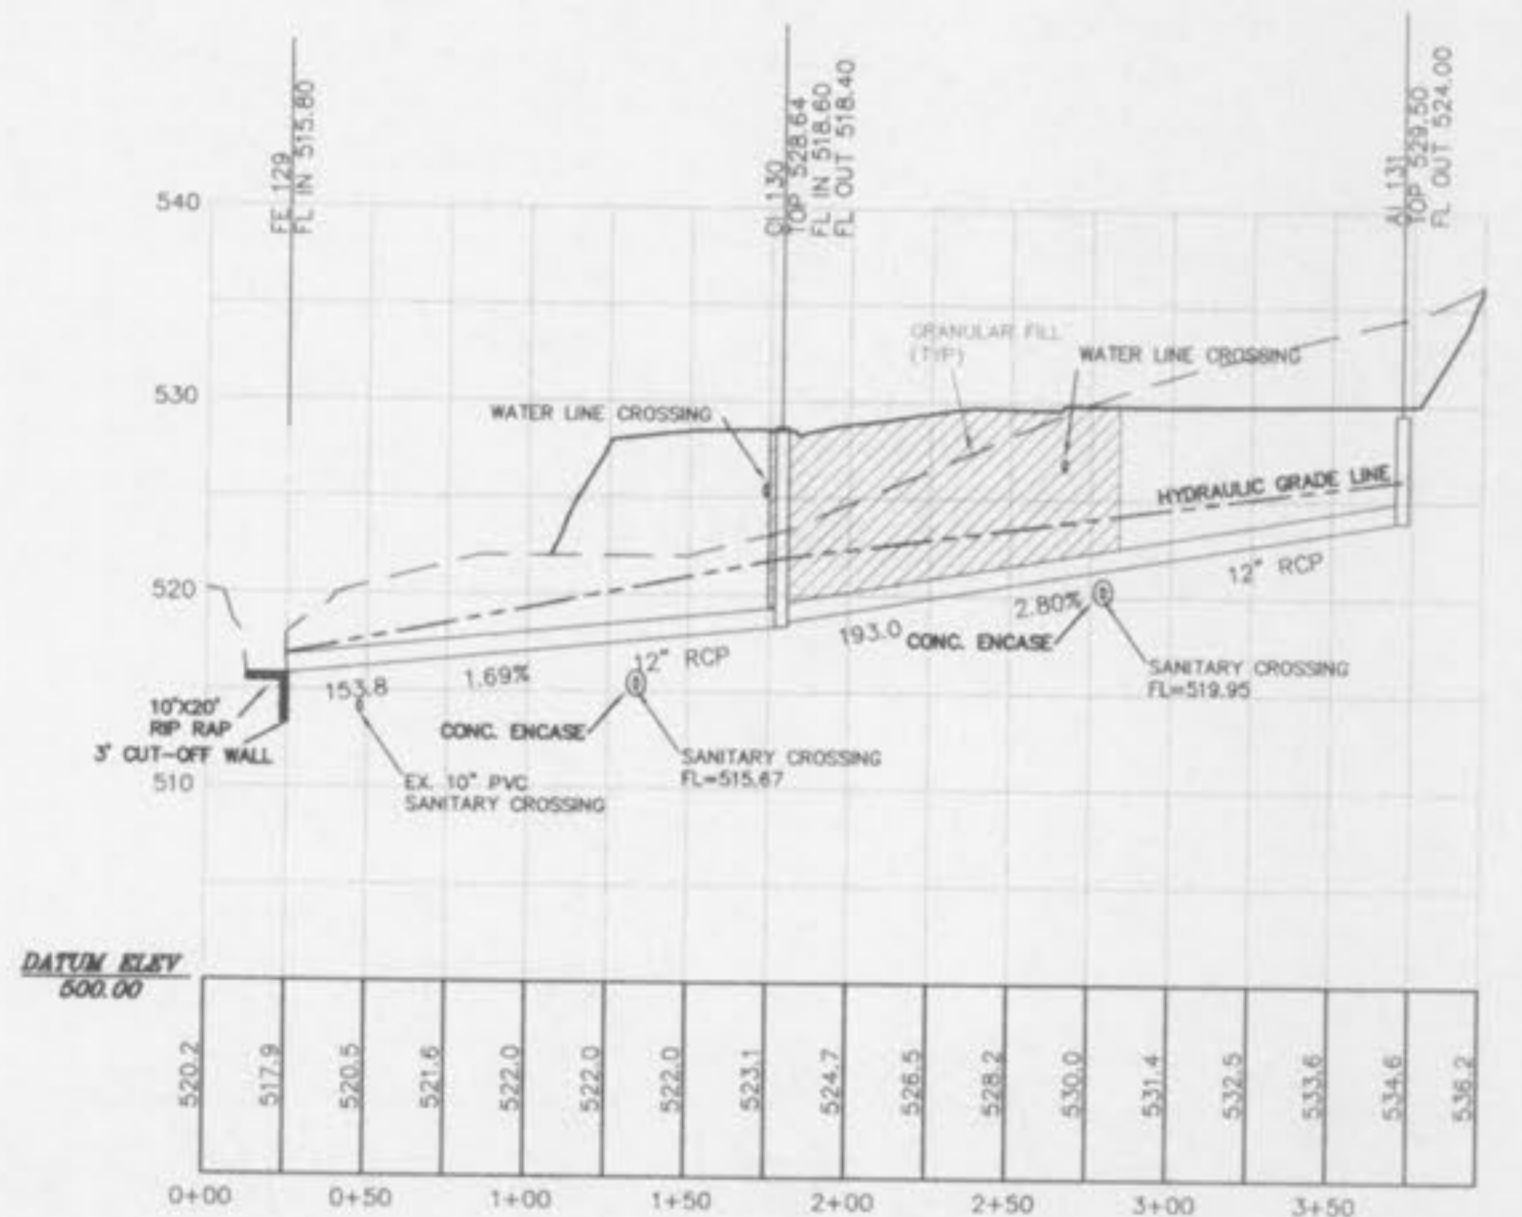 FE 129
FL IN 515.80
CI 130
TOP 528.64
FL IN 518.60
FL OUT 518.40
AI 131
TOP 529.50
FL OUT 524.00
540
530
520
510
GRANULAR FILL
(TYP)
WATER LINE CROSSING
WATER LINE CROSSING
HYDRAULIC GRADE LINE
12" RCP
2.80%
193.0
CONC. ENCASE
SANITARY CROSSING
FL=519.95
12" RCP
1.69%
153.8
10'X20'
RIP RAP
3' CUT-OFF WALL
CONC. ENCASE
SANITARY CROSSING
FL=515.67
EX. 10" PVC
SANITARY CROSSING
DATUM ELEV
500.00
520.2
517.9
520.5
521.6
522.0
522.0
522.0
523.1
524.7
526.5
528.2
530.0
531.4
532.5
533.6
534.6
536.2
0+00
0+50
1+00
1+50
2+00
2+50
3+00
3+50